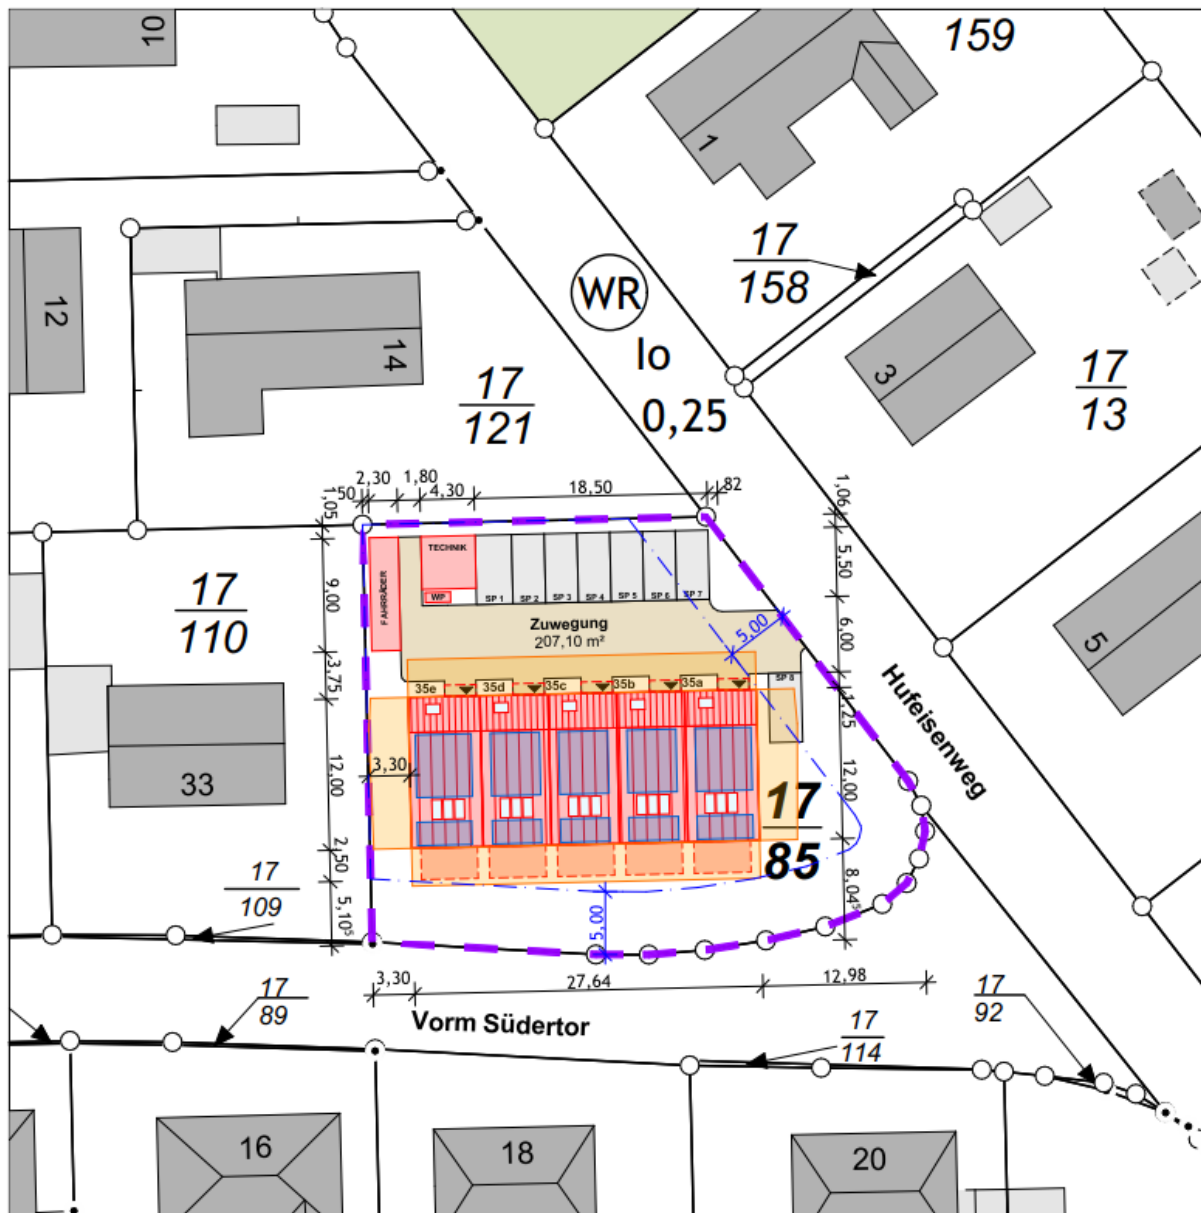 10
159
1
17
158
WR
Io
0,25
12
14
17
121
3
17
13
2,30
1,80
50
4,30
18,50
82
1,05
1,06
TECHNIK
WP
FAHRRÄDER
SP 1
SP 2
SP 3
SP 4
SP 5
SP 6
SP 7
9,00
5,50
17
110
Zuwegung
207,10 m²
5,00
6,00
5
3,75
35e
35d
35c
35b
35a
SP 8
1,25
Hufeisenweg
33
12,00
3,30
12,00
17
85
2,50
17
109
5,10⁵
5,00
8,04⁵
3,30
27,64
12,98
17
89
Vorm Südertor
17
114
17
92
16
18
20